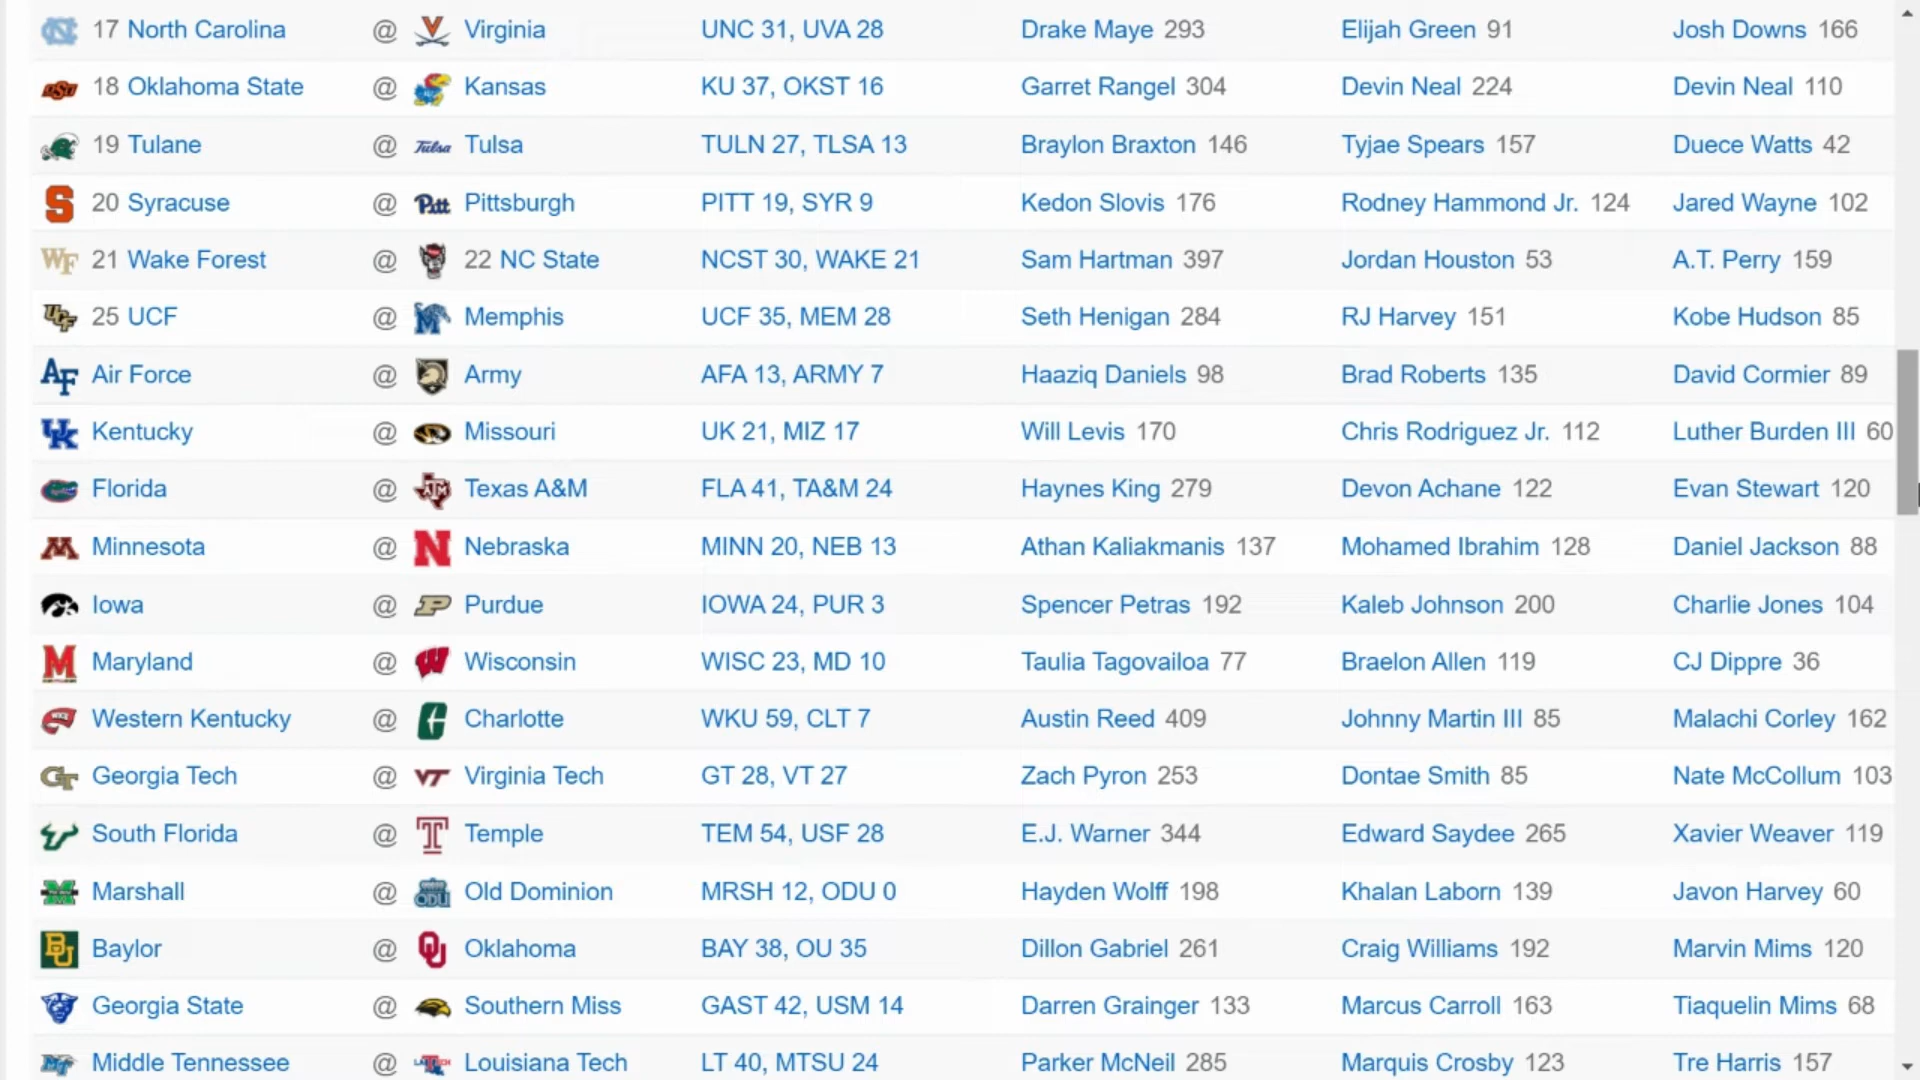 17 North Carolina @ Virginia UNC 31, UVA 28 Drake Maye 293 Elijah Green 91 Josh Downs 166
18 Oklahoma State @ Kansas KU 37, OKST 16 Garret Rangel 304 Devin Neal 224 Devin Neal 110
19 Tulane @ Tulsa Tulsa TULN 27, TLSA 13 Braylon Braxton 146 Tyjae Spears 157 Duece Watts 42
S 20 Syracuse @ Pitt Pittsburgh PITT 19, SYR 9 Kedon Slovis 176 Rodney Hammond Jr. 124 Jared Wayne 102
WF 21 Wake Forest @ 22 NC State NCST 30, WAKE 21 Sam Hartman 397 Jordan Houston 53 A.T. Perry 159
UCF 25 UCF @ M Memphis UCF 35, MEM 28 Seth Henigan 284 RJ Harvey 151 Kobe Hudson 85
AF Air Force @ Army AFA 13, ARMY 7 Haaziq Daniels 98 Brad Roberts 135 David Cormier 89
UK Kentucky @ Missouri UK 21, MIZ 17 Will Levis 170 Chris Rodriguez Jr. 112 Luther Burden III 60
Florida @ ATM Texas A&M FLA 41, TA&M 24 Haynes King 279 Devon Achane 122 Evan Stewart 120
M Minnesota @ N Nebraska MINN 20, NEB 13 Athan Kaliakmanis 137 Mohamed Ibrahim 128 Daniel Jackson 88
Iowa @ P Purdue IOWA 24, PUR 3 Spencer Petras 192 Kaleb Johnson 200 Charlie Jones 104
M Maryland @ W Wisconsin WISC 23, MD 10 Taulia Tagovailoa 77 Braelon Allen 119 CJ Dippre 36
Western Kentucky @ Charlotte WKU 59, CLT 7 Austin Reed 409 Johnny Martin III 85 Malachi Corley 162
GT Georgia Tech @ VT Virginia Tech GT 28, VT 27 Zach Pyron 253 Dontae Smith 85 Nate McCollum 103
South Florida @ T Temple TEM 54, USF 28 E.J. Warner 344 Edward Saydee 265 Xavier Weaver 119
M Marshall @ ODU Old Dominion MRSH 12, ODU 0 Hayden Wolff 198 Khalan Laborn 139 Javon Harvey 60
BU Baylor @ OU Oklahoma BAY 38, OU 35 Dillon Gabriel 261 Craig Williams 192 Marvin Mims 120
Georgia State @ Southern Miss GAST 42, USM 14 Darren Grainger 133 Marcus Carroll 163 Tiaquelin Mims 68
MT Middle Tennessee @ Louisiana Tech LT 40, MTSU 24 Parker McNeil 285 Marquis Crosby 123 Tre Harris 157